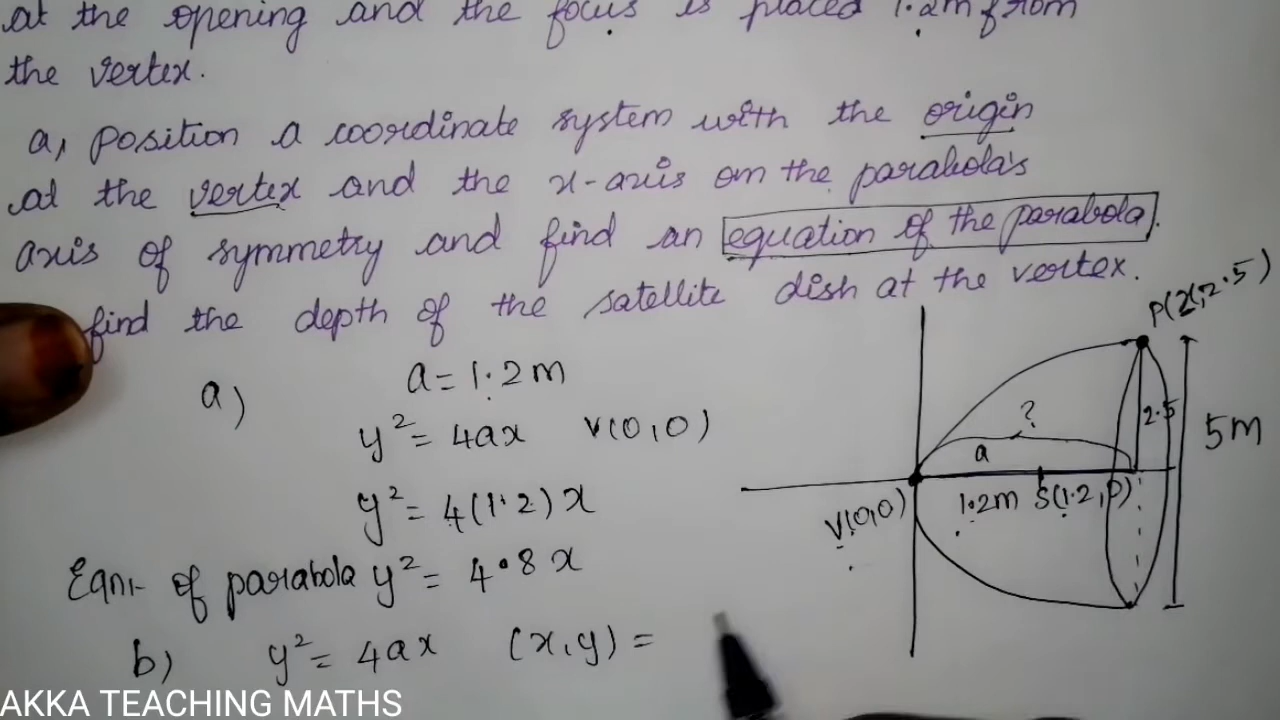 at the opening and the focus is placed 1.2m from
the vertex.
a, position a coordinate system with the origin
at the vertex and the x-axis on the parabola's
axis of symmetry and find an equation of the parabola.
find the depth of the satellite dish at the vertex.
a)
a = 1.2m
y² = 4ax V(0,0)
y² = 4(1.2)x
Eqn:- of parabola y² = 4.8x
b) y² = 4ax (x,y) =
P(x,2.5)
2.5
5m
?
a
V(0,0)
1.2m S(1.2,0)
AKKA TEACHING MATHS